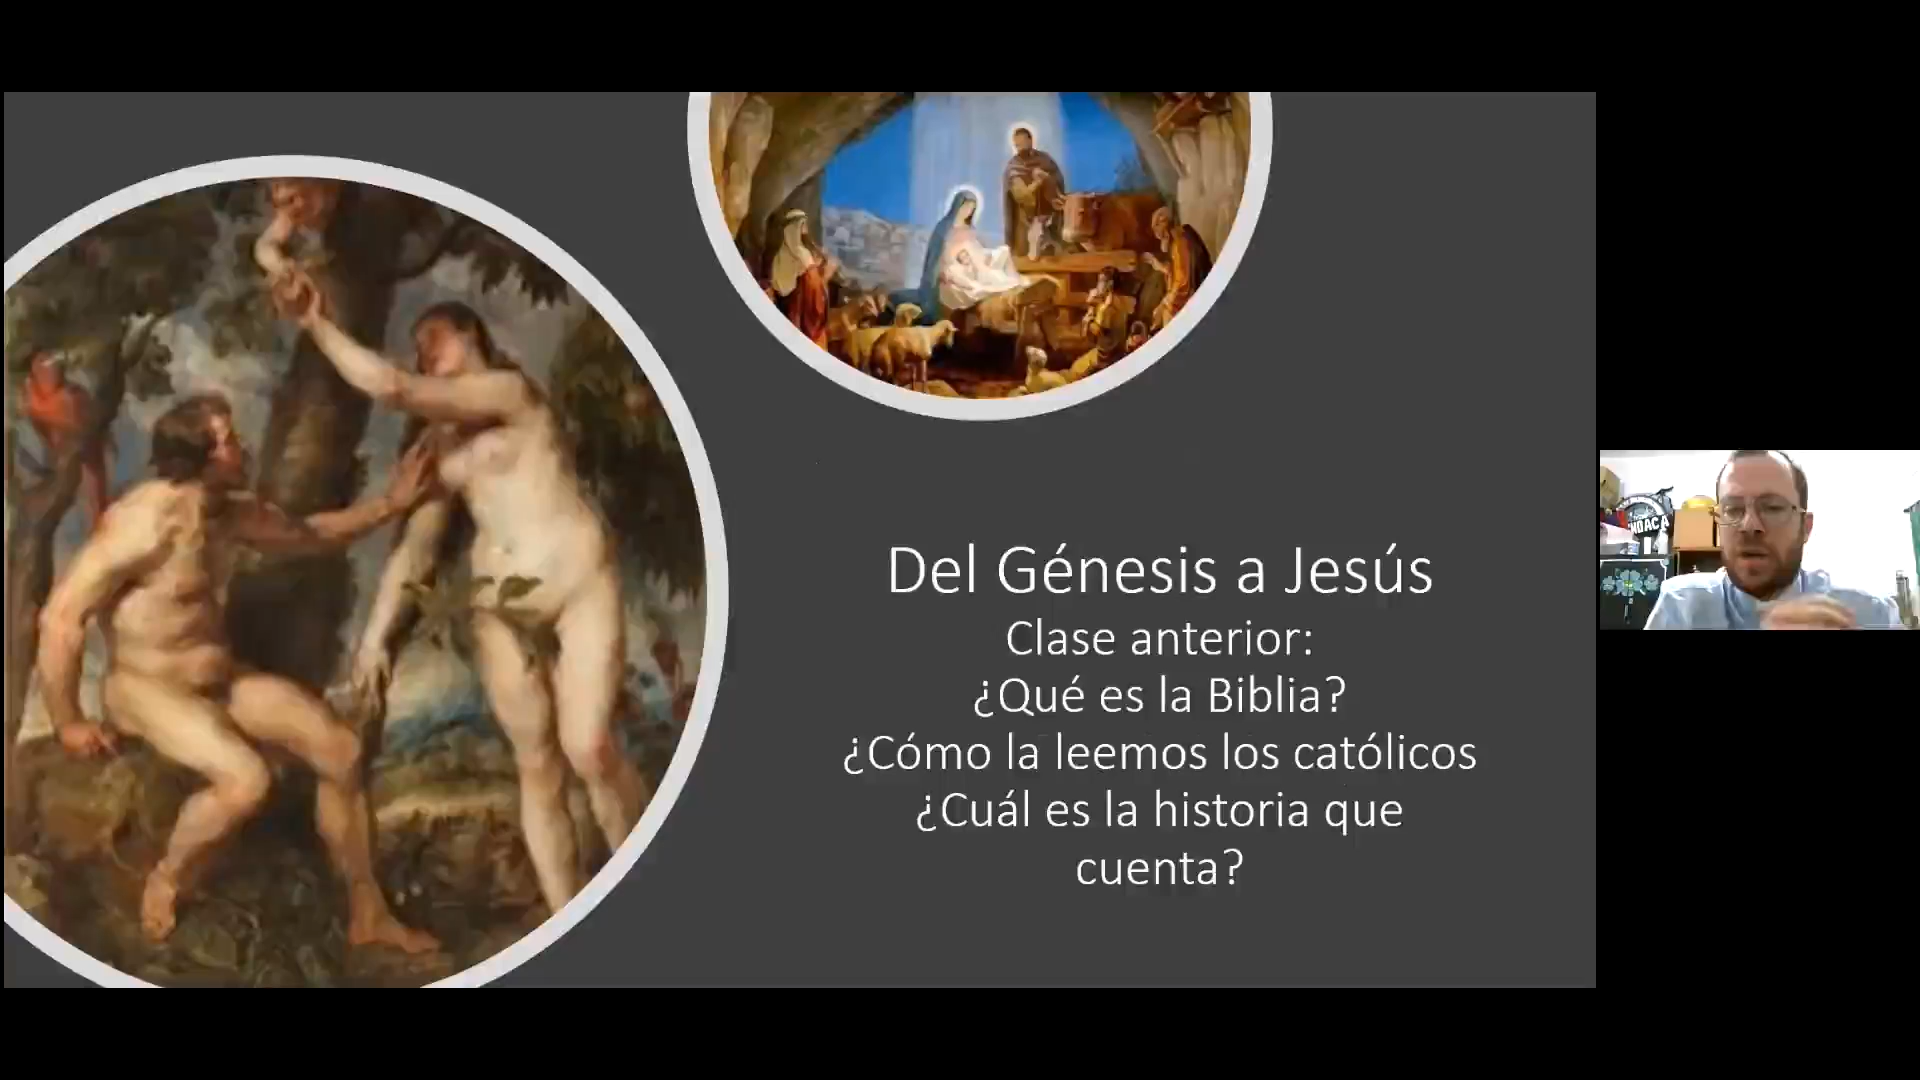 Del Génesis a Jesús
Clase anterior:
¿Qué es la Biblia?
¿Cómo la leemos los católicos
¿Cuál es la historia que
cuenta?